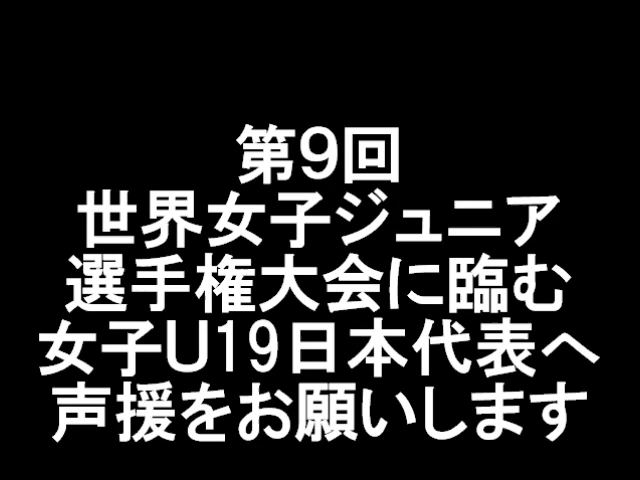 第９回
世界女子ジュニア
選手権大会に臨む
女子Ｕ19日本代表へ
声援をお願いします